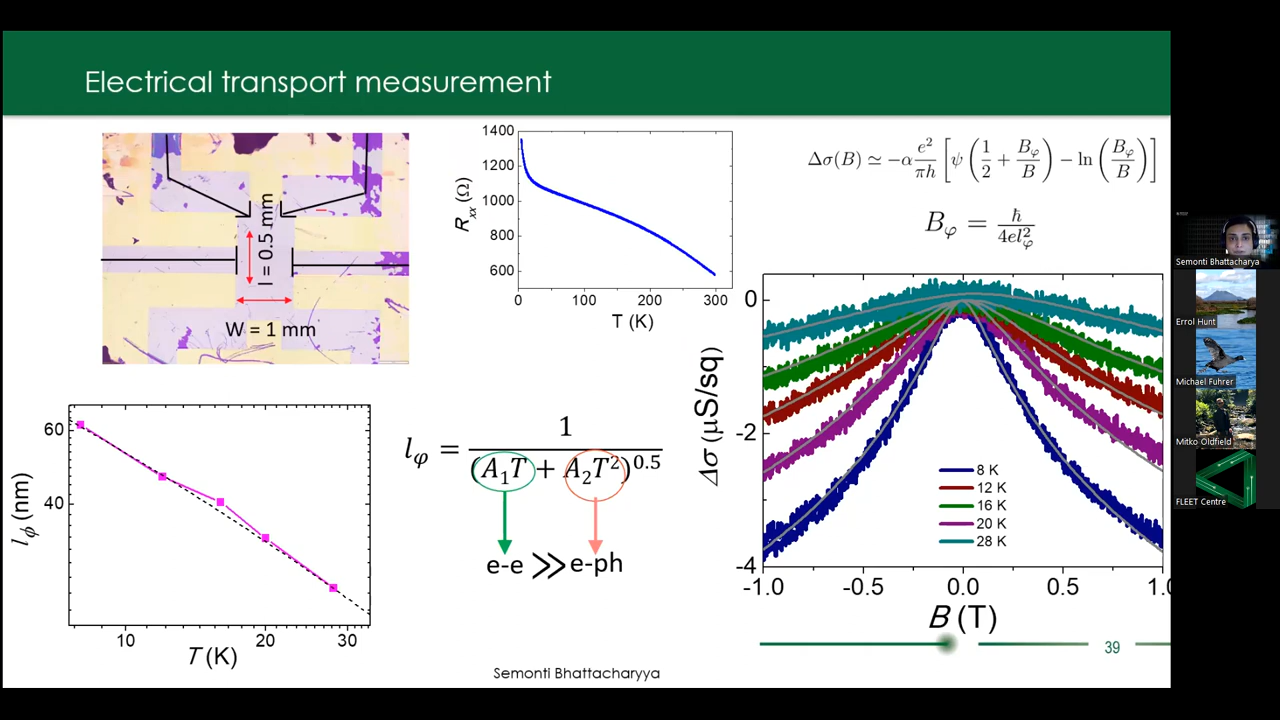 Electrical transport measurement
l = 0.5 mm
W = 1 mm
1400
1200
1000
800
600
R_xx (Ω)
0
100
200
300
T (K)
Δσ(B) ≃ −α e²/πh [ψ(1/2 + B_φ/B) − ln(B_φ/B)]
B_φ = ħ/4el_φ²
60
40
l_ϕ (nm)
10
20
30
T (K)
l_φ = 1/(A₁T + A₂T²)^0.5
e-e ≫ e-ph
0
-2
-4
Δσ (μS/sq)
8 K
12 K
16 K
20 K
28 K
-1.0
-0.5
0.0
0.5
1.0
B (T)
39
Semonti Bhattacharyya
Semonti Bhattacharya
Errol Hunt
Michael Fuhrer
Mitko Oldfield
FLEET Centre